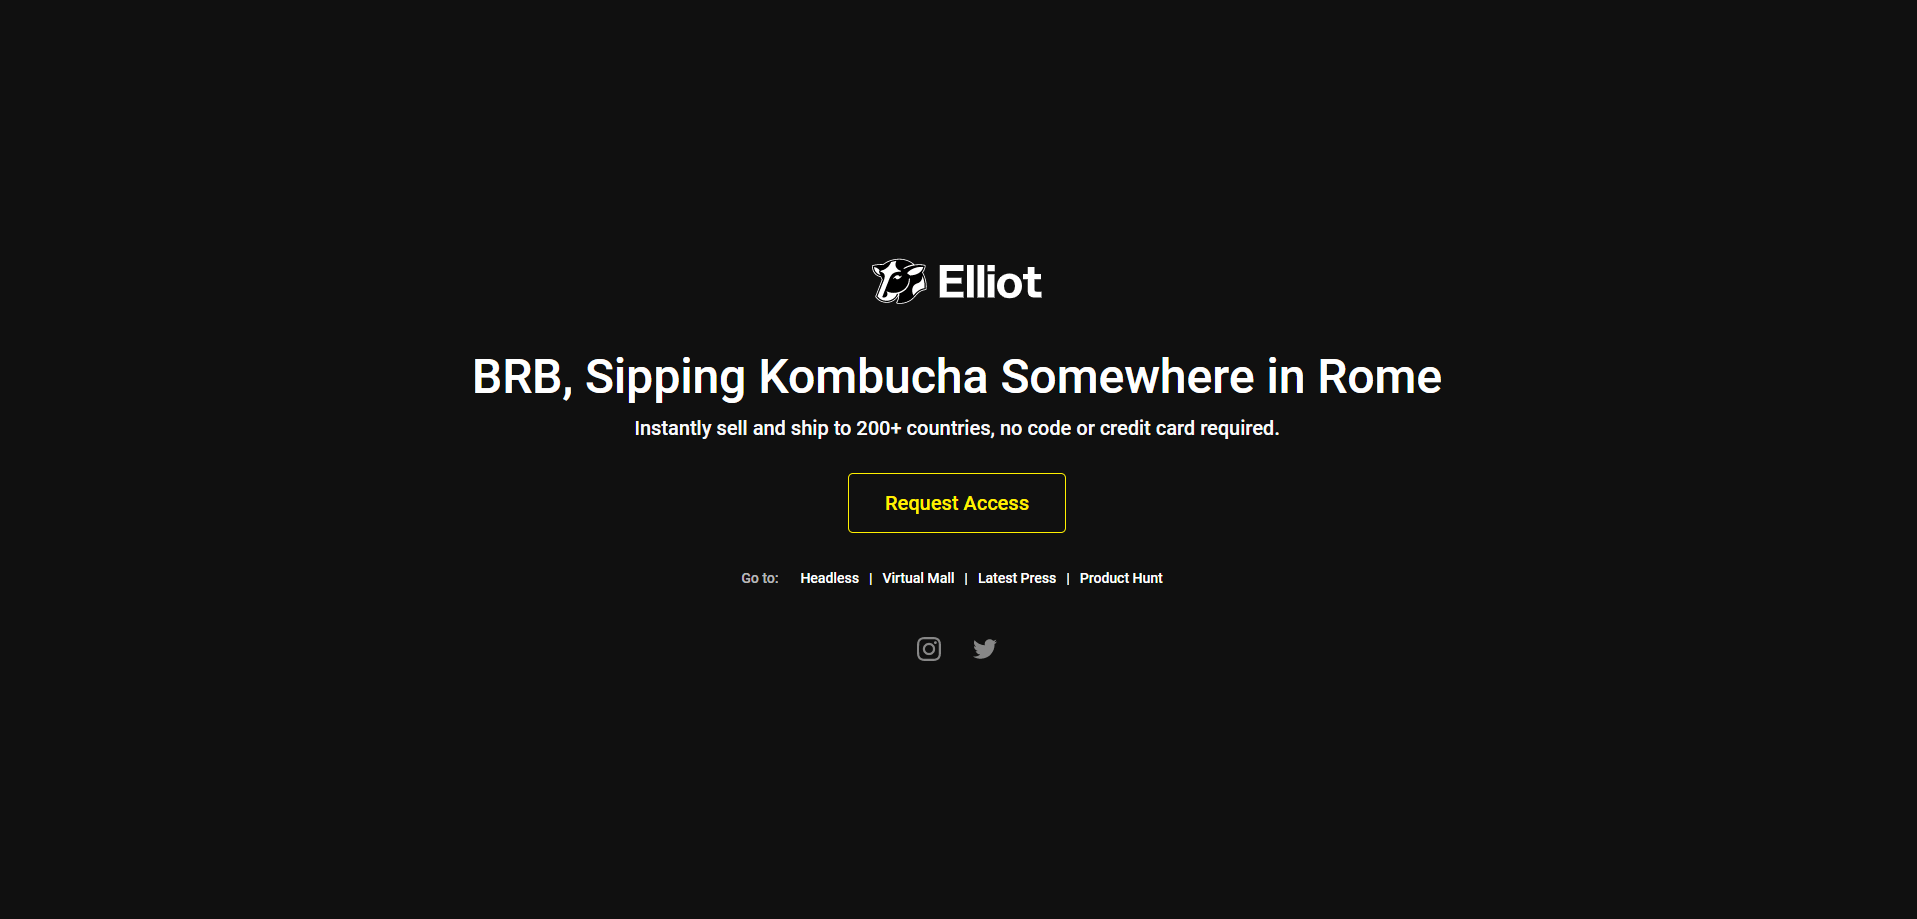 Elliot
BRB, Sipping Kombucha Somewhere in Rome
Instantly sell and ship to 200+ countries, no code or credit card required.
Request Access
Go to: Headless | Virtual Mall | Latest Press | Product Hunt